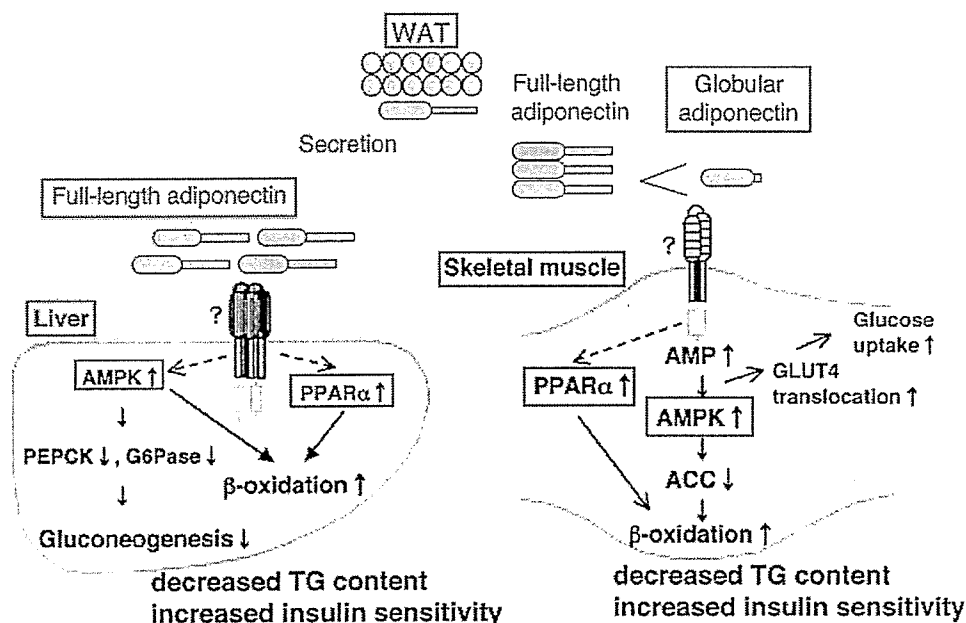 WAT
Secretion
Full-length
adiponectin
Globular
adiponectin
Full-length adiponectin
?
Liver
AMPK ↑
PPARα ↑
↓
PEPCK ↓, G6Pase ↓
β-oxidation ↑
↓
Gluconeogenesis ↓
decreased TG content
increased insulin sensitivity
?
Skeletal muscle
AMP ↑
Glucose
uptake ↑
GLUT4
translocation ↑
PPARα ↑
↓
AMPK ↑
↓
ACC ↓
↓
β-oxidation ↑
decreased TG content
increased insulin sensitivity